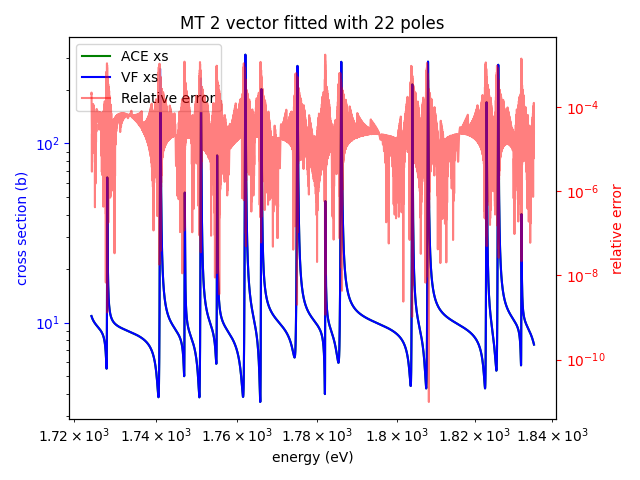 MT 2 vector fitted with 22 poles
ACE xs
VF xs
Relative error
cross section (b)
10²
10¹
10⁻⁴
10⁻⁶
10⁻⁸
10⁻¹⁰
relative error
1.72 × 10³ 1.74 × 10³ 1.76 × 10³ 1.78 × 10³ 1.8 × 10³ 1.82 × 10³ 1.84 × 10³
energy (eV)